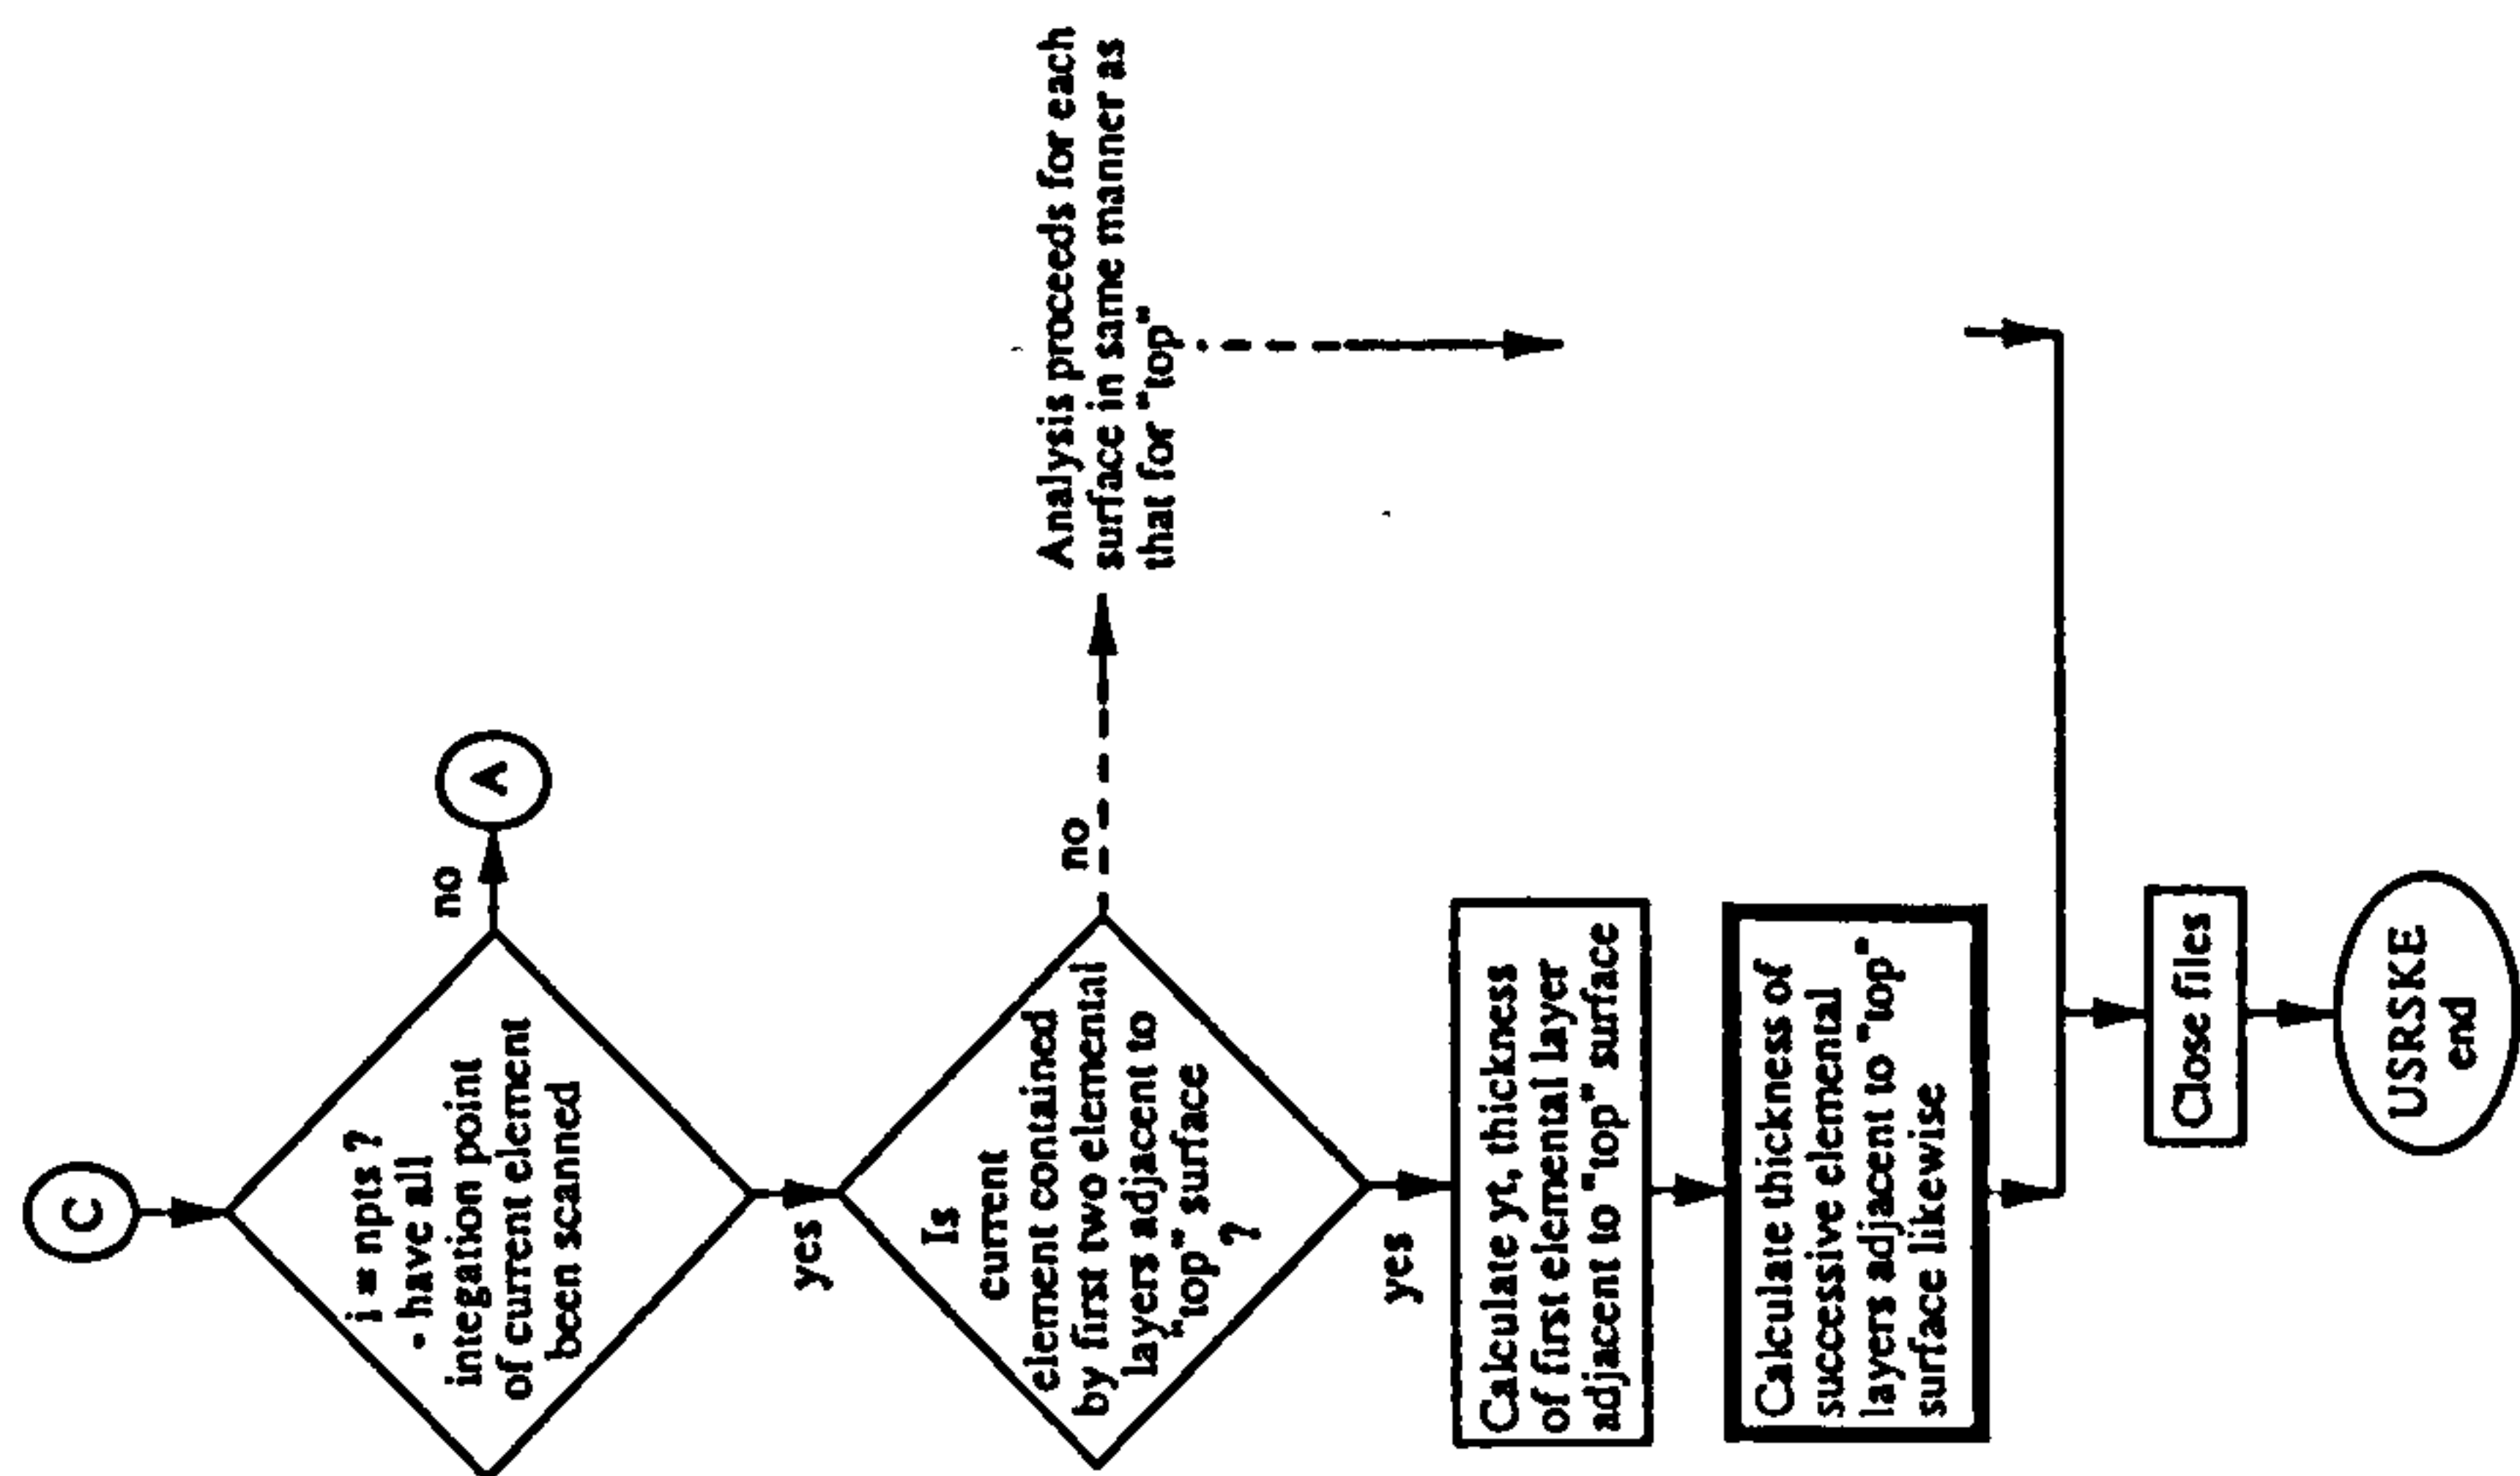 C
i = npts ?
- have all
integation point
of current element
been scanned
no
A
yes
Is
current
element contained
by first two elemental
layers adjacent to
"top" surface
?
no
Analysis proceeds for each
surface in same manner as
that for "top"
yes
Calculate yt, thickness
of first elemental layer
adjacent to "top" surface
Calculate thickness of
successive elemental
layers adjacent to "top"
surface likewise
Close files
USRSKE
end